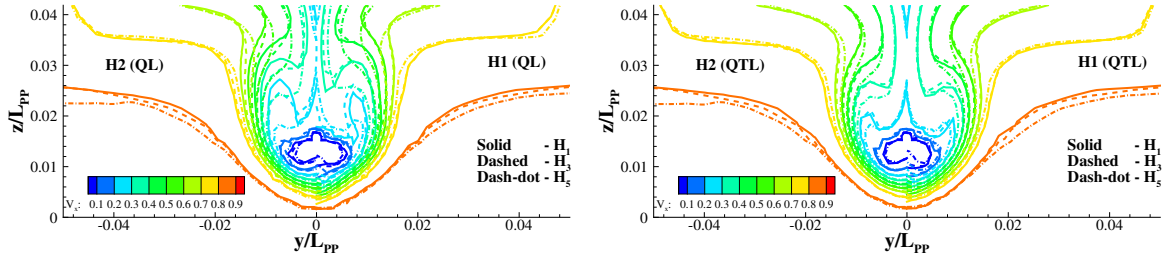 0.04
0.03
0.02
0.01
0
z/L_PP
H2 (QL)
H1 (QL)
Solid - H_1
Dashed - H_3
Dash-dot - H_5
V_x: 0.1 0.2 0.3 0.4 0.5 0.6 0.7 0.8 0.9
-0.04 -0.02 0 0.02 0.04
y/L_PP
0.04
0.03
0.02
0.01
0
z/L_PP
H2 (QTL)
H1 (QTL)
Solid - H_1
Dashed - H_3
Dash-dot - H_5
V_x: 0.1 0.2 0.3 0.4 0.5 0.6 0.7 0.8 0.9
-0.04 -0.02 0 0.02 0.04
y/L_PP